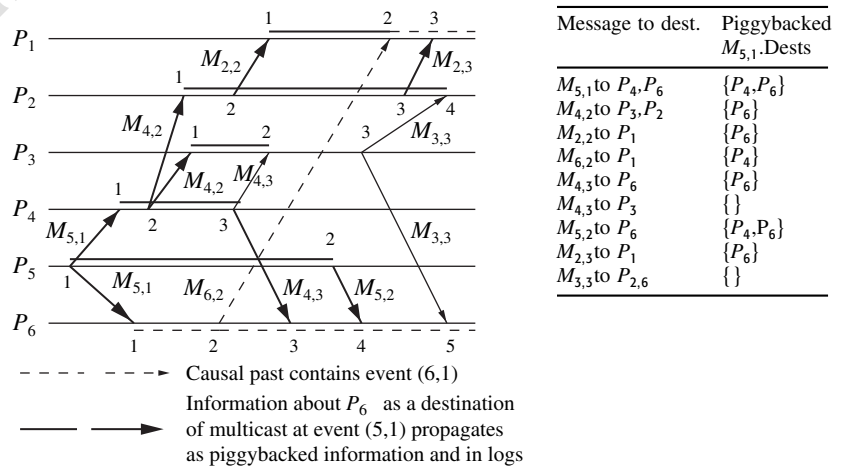 1 2 3
P1
M2,2 M2,3
1
P2
2 3 4
M4,2 M3,3
1 2 3
P3
M4,2 M4,3
1
P4
2 3
M5,1 M3,3
2
P5
1
M5,1 M6,2 M4,3 M5,2
P6
1 2 3 4 5
Causal past contains event (6,1)
Information about P6 as a destination
of multicast at event (5,1) propagates
as piggybacked information and in logs
Message to dest. Piggybacked
M5,1.Dests
M5,1 to P4,P6 {P4,P6}
M4,2 to P3,P2 {P6}
M2,2 to P1 {P6}
M6,2 to P1 {P4}
M4,3 to P6 {P6}
M4,3 to P3 {}
M5,2 to P6 {P4,P6}
M2,3 to P1 {P6}
M3,3 to P2,6 {}